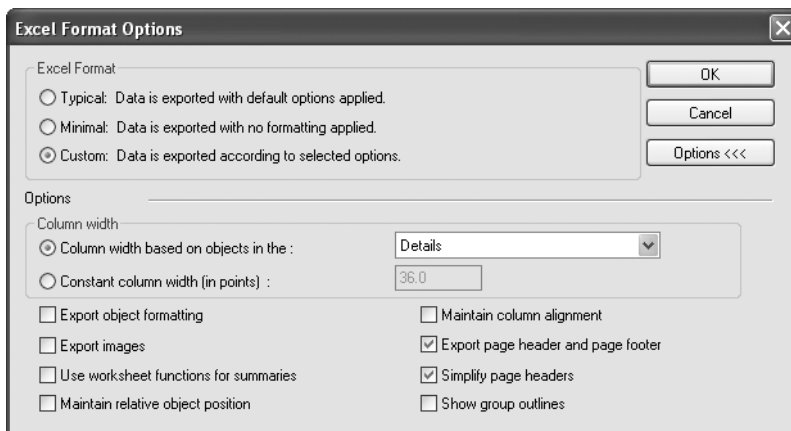 Excel Format Options
Excel Format
Typical: Data is exported with default options applied.
Minimal: Data is exported with no formatting applied.
Custom: Data is exported according to selected options.
OK
Cancel
Options <<<
Options
Column width
Column width based on objects in the :
Details
Constant column width (in points) :
36.0
Export object formatting
Maintain column alignment
Export images
Export page header and page footer
Use worksheet functions for summaries
Simplify page headers
Maintain relative object position
Show group outlines